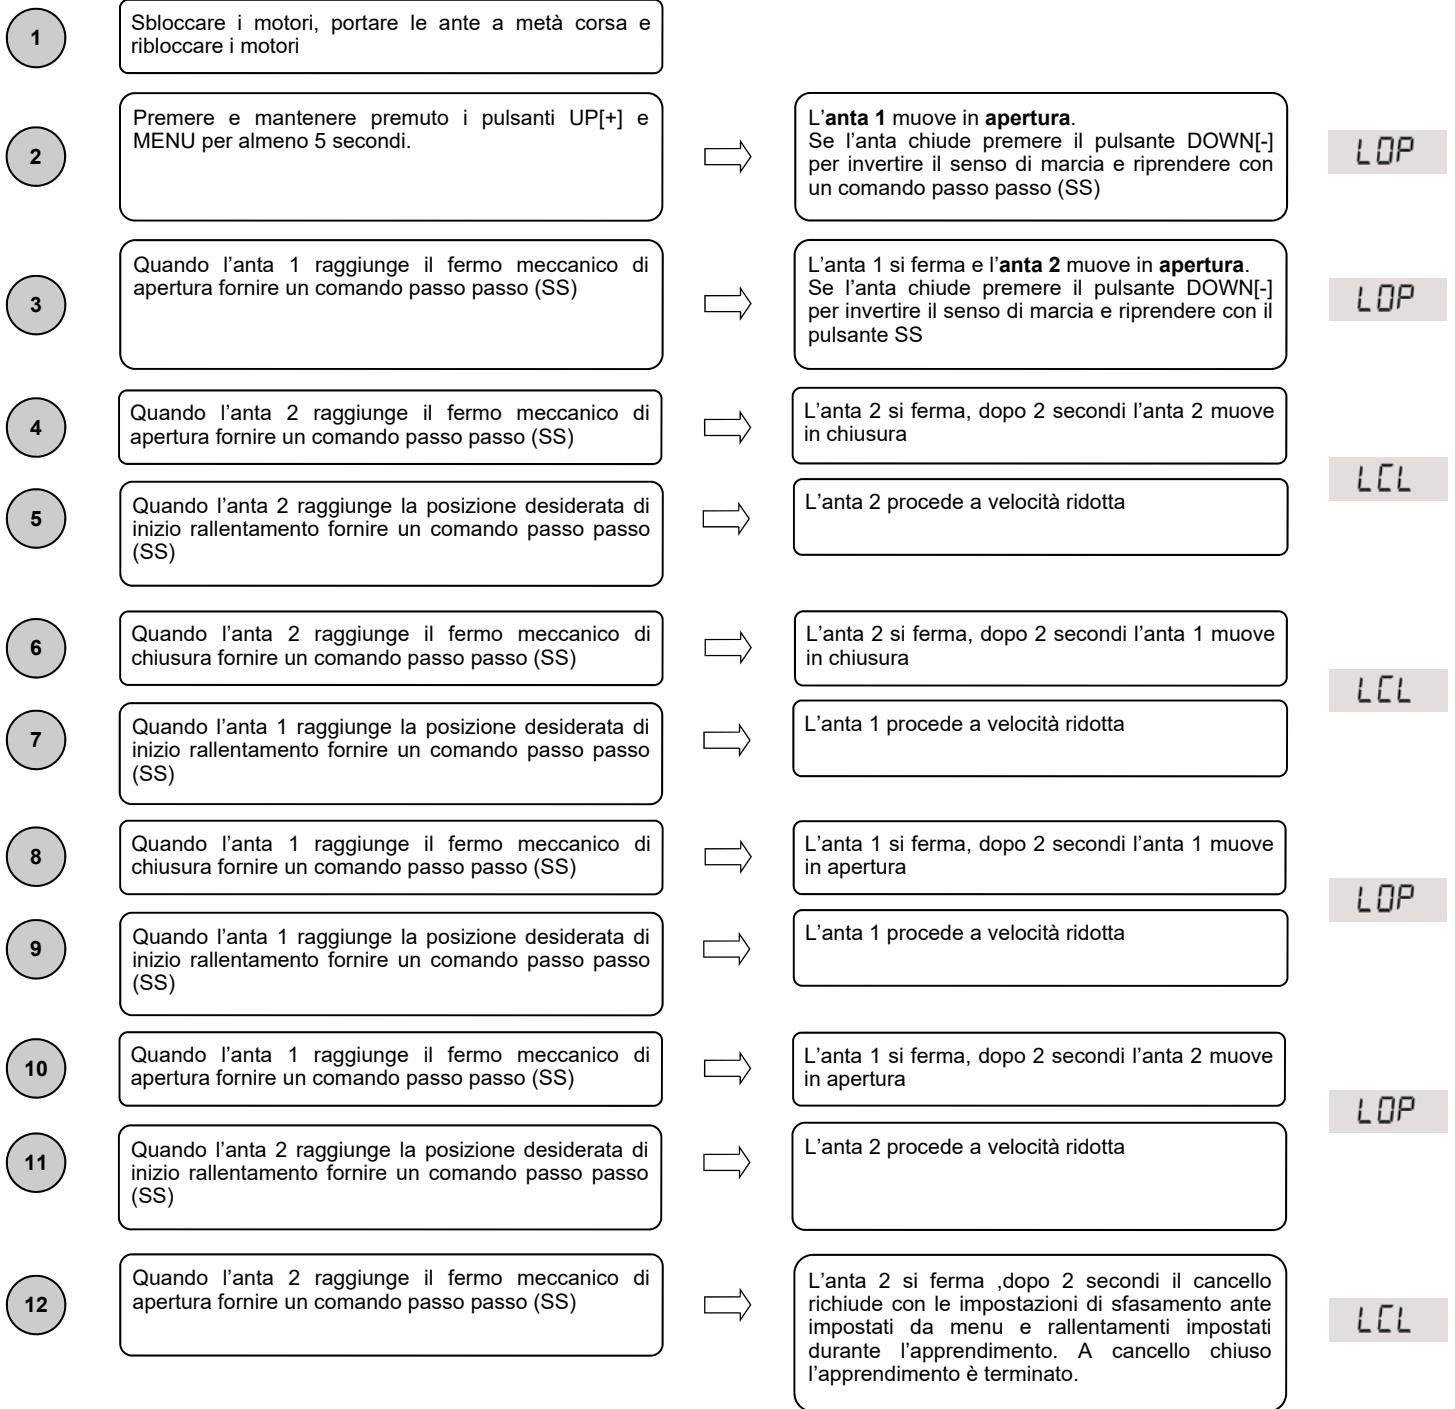 1
Sbloccare i motori, portare le ante a metà corsa e
ribloccare i motori
2
Premere e mantenere premuto i pulsanti UP[+] e
MENU per almeno 5 secondi.
L'anta 1 muove in apertura.
Se l'anta chiude premere il pulsante DOWN[-]
per invertire il senso di marcia e riprendere con
un comando passo passo (SS)
LOP
3
Quando l'anta 1 raggiunge il fermo meccanico di
apertura fornire un comando passo passo (SS)
L'anta 1 si ferma e l'anta 2 muove in apertura.
Se l'anta chiude premere il pulsante DOWN[-]
per invertire il senso di marcia e riprendere con il
pulsante SS
LOP
4
Quando l'anta 2 raggiunge il fermo meccanico di
apertura fornire un comando passo passo (SS)
L'anta 2 si ferma, dopo 2 secondi l'anta 2 muove
in chiusura
LCL
5
Quando l'anta 2 raggiunge la posizione desiderata di
inizio rallentamento fornire un comando passo passo
(SS)
L'anta 2 procede a velocità ridotta
6
Quando l'anta 2 raggiunge il fermo meccanico di
chiusura fornire un comando passo passo (SS)
L'anta 2 si ferma, dopo 2 secondi l'anta 1 muove
in chiusura
LCL
7
Quando l'anta 1 raggiunge la posizione desiderata di
inizio rallentamento fornire un comando passo passo
(SS)
L'anta 1 procede a velocità ridotta
8
Quando l'anta 1 raggiunge il fermo meccanico di
chiusura fornire un comando passo passo (SS)
L'anta 1 si ferma, dopo 2 secondi l'anta 1 muove
in apertura
LOP
9
Quando l'anta 1 raggiunge la posizione desiderata di
inizio rallentamento fornire un comando passo passo
(SS)
L'anta 1 procede a velocità ridotta
10
Quando l'anta 1 raggiunge il fermo meccanico di
apertura fornire un comando passo passo (SS)
L'anta 1 si ferma, dopo 2 secondi l'anta 2 muove
in apertura
LOP
11
Quando l'anta 2 raggiunge la posizione desiderata di
inizio rallentamento fornire un comando passo passo
(SS)
L'anta 2 procede a velocità ridotta
12
Quando l'anta 2 raggiunge il fermo meccanico di
apertura fornire un comando passo passo (SS)
L'anta 2 si ferma ,dopo 2 secondi il cancello
richiude con le impostazioni di sfasamento ante
impostati da menu e rallentamenti impostati
durante l'apprendimento. A cancello chiuso
l'apprendimento è terminato.
LCL